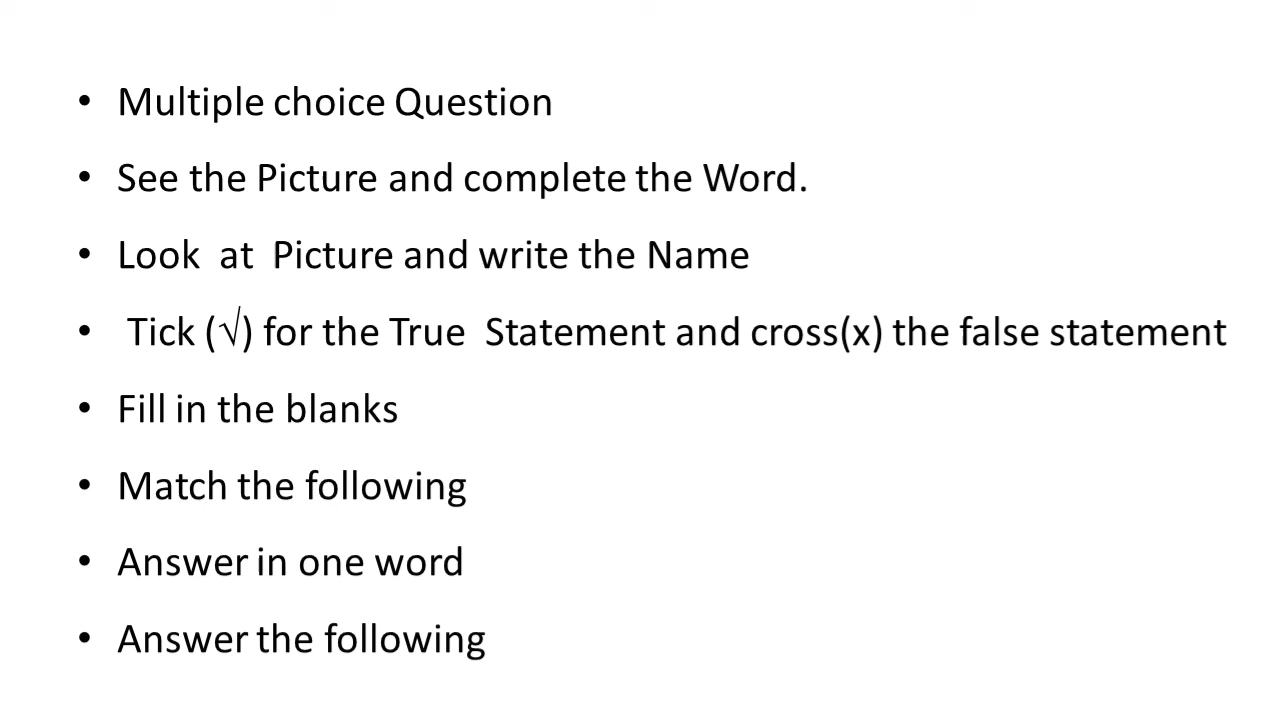 • Multiple choice Question
• See the Picture and complete the Word.
• Look at Picture and write the Name
• Tick (√) for the True Statement and cross(x) the false statement
• Fill in the blanks
• Match the following
• Answer in one word
• Answer the following